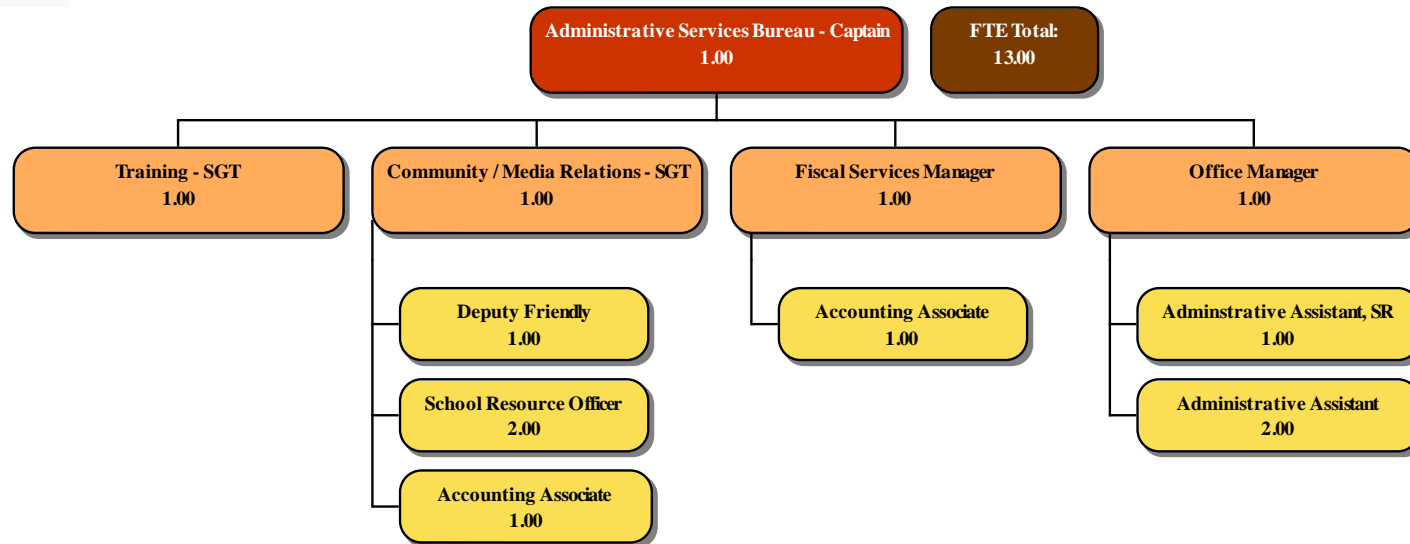 Administrative Services Bureau - Captain
1.00
FTE Total:
13.00
Training - SGT
1.00
Community / Media Relations - SGT
1.00
Fiscal Services Manager
1.00
Office Manager
1.00
Deputy Friendly
1.00
School Resource Officer
2.00
Accounting Associate
1.00
Accounting Associate
1.00
Adminstrative Assistant, SR
1.00
Administrative Assistant
2.00